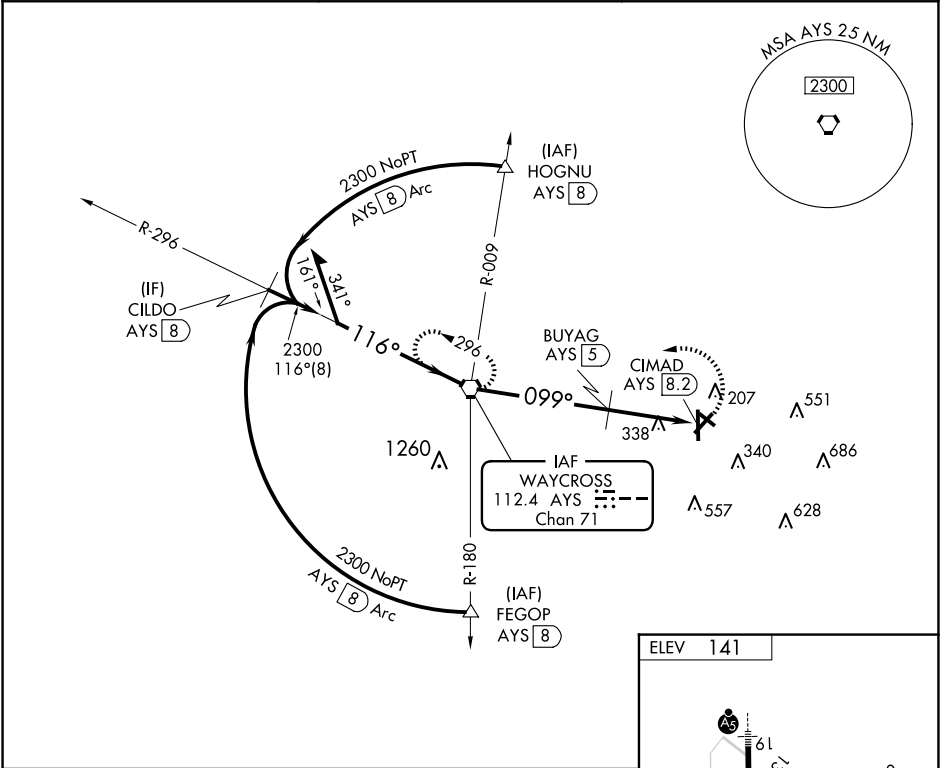 MSA AYS 25 NM
2300
(IAF)
HOGNU
AYS 8
2300 NoPT
AYS 8 Arc
R-296
R-009
(IF)
CILDO
AYS 8
161°
341°
2300
116°(8)
116°
296
BUYAG
AYS 5
CIMAD
AYS 8.2
099°
207
551
338
340
686
1260
557
628
IAF
WAYCROSS
112.4 AYS
Chan 71
R-180
2300 NoPT
AYS 8 Arc
(IAF)
FEGOP
AYS 8
ELEV 141
A5
19
13